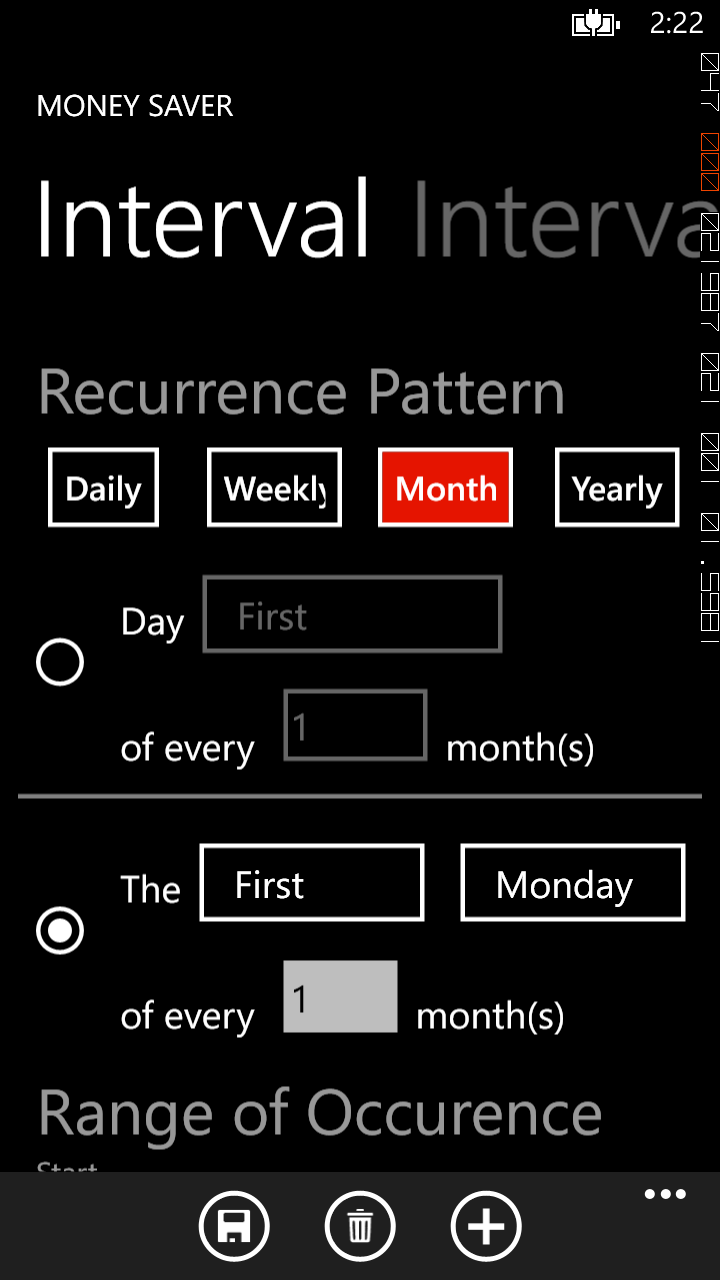 2:22
MONEY SAVER
Interval Interva
Recurrence Pattern
Daily Weekly Month Yearly
Day First
of every 1 month(s)
The First Monday
of every 1 month(s)
Range of Occurence
Start